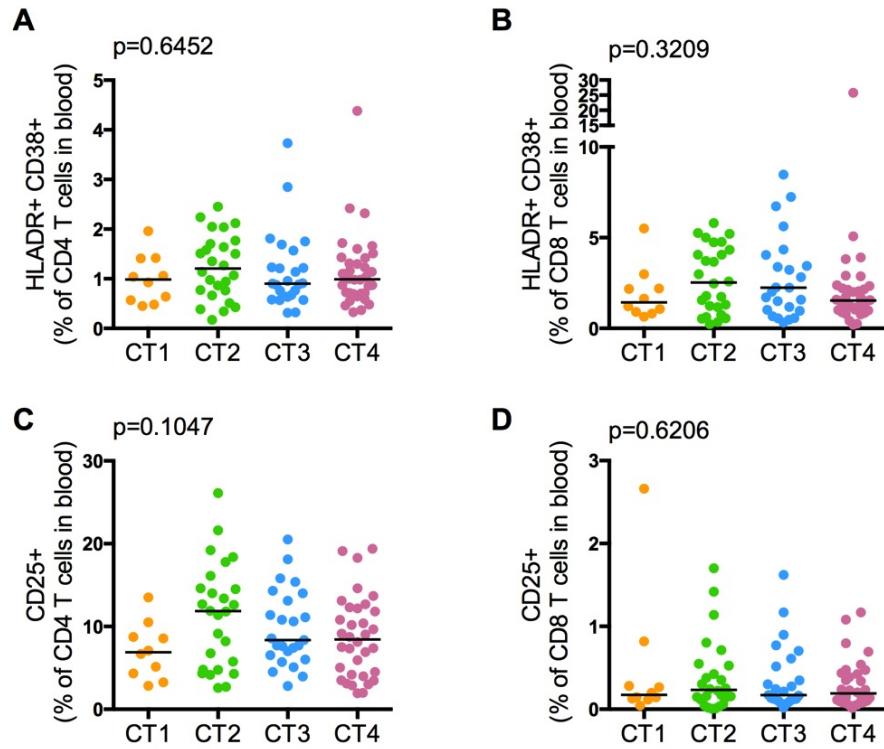 A
p=0.6452
HLADR+ CD38+
(% of CD4 T cells in blood)
5
4
3
2
1
0
CT1 CT2 CT3 CT4
B
p=0.3209
HLADR+ CD38+
(% of CD8 T cells in blood)
30
25
20
15
10
5
0
CT1 CT2 CT3 CT4
C
p=0.1047
CD25+
(% of CD4 T cells in blood)
30
20
10
0
CT1 CT2 CT3 CT4
D
p=0.6206
CD25+
(% of CD8 T cells in blood)
3
2
1
0
CT1 CT2 CT3 CT4